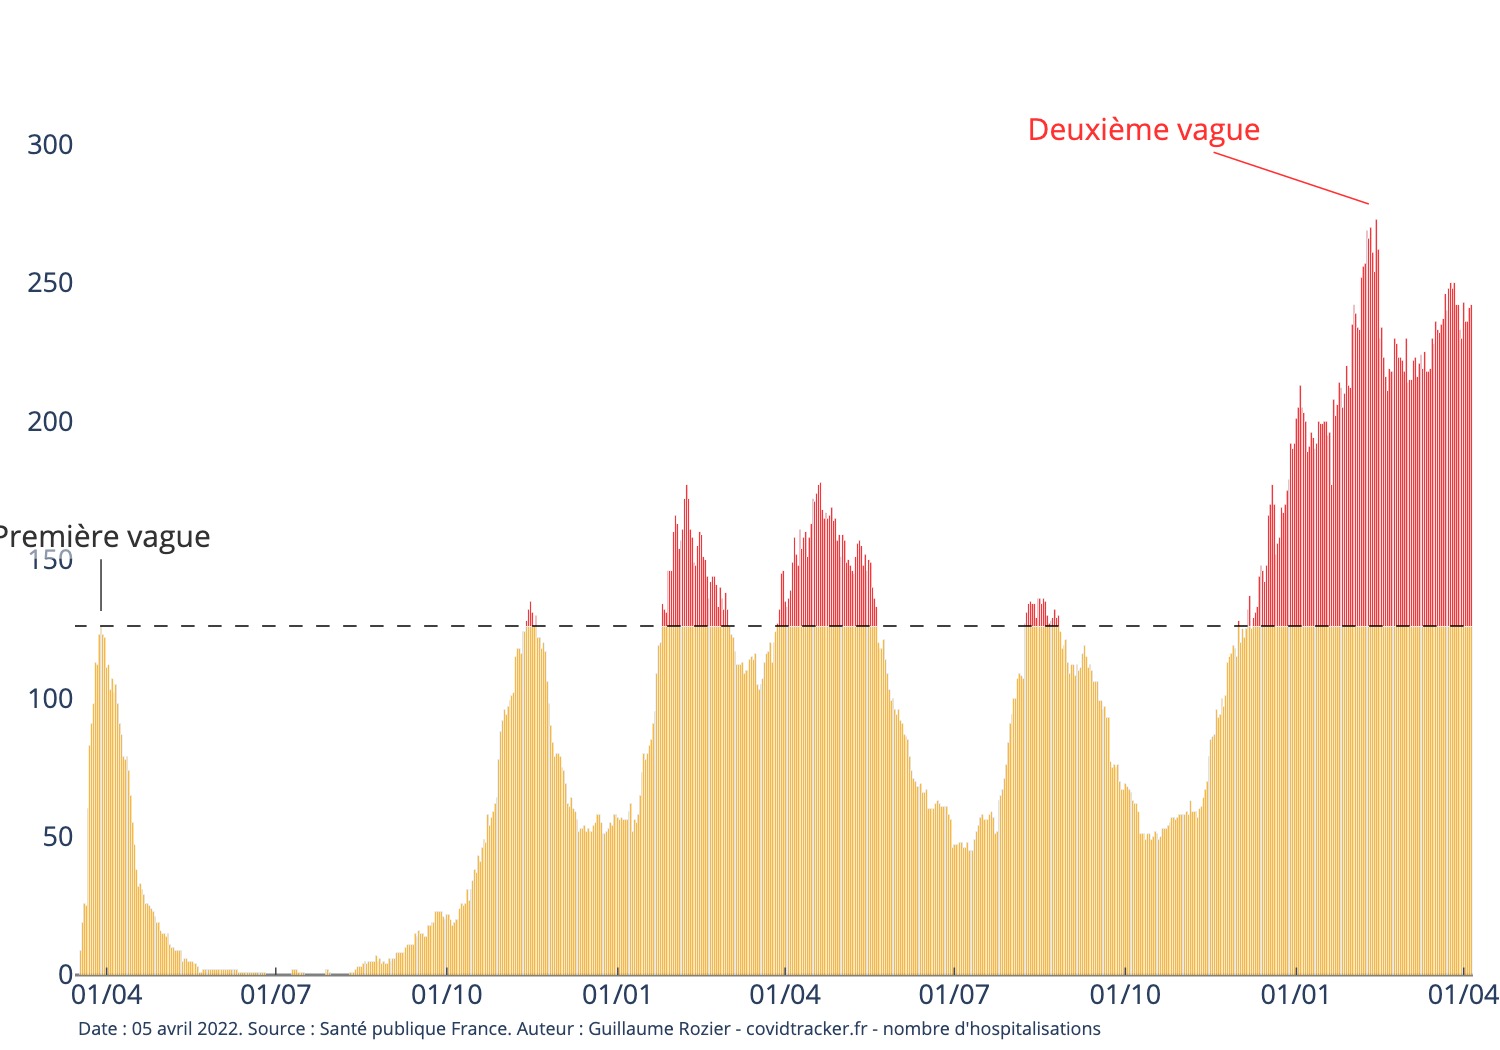 300
Deuxième vague
250
200
Première vague
150
100
50
0
01/04 01/07 01/10 01/01 01/04 01/07 01/10 01/01 01/04
Date : 05 avril 2022. Source : Santé publique France. Auteur : Guillaume Rozier - covidtracker.fr - nombre d'hospitalisations